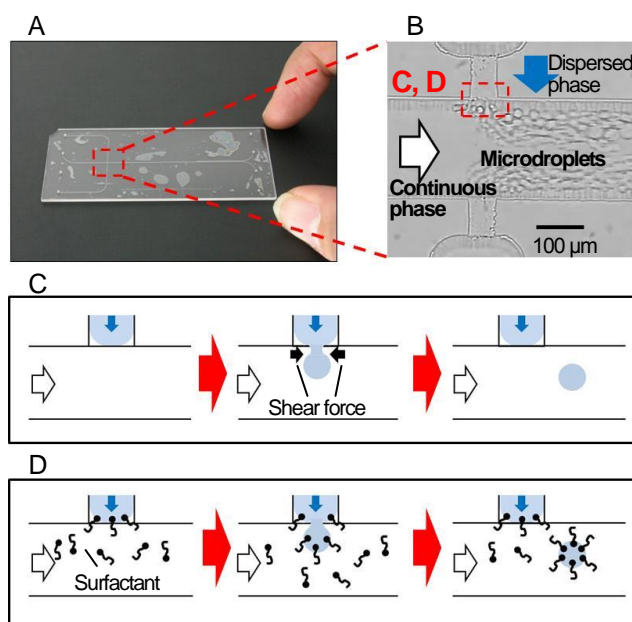 A
B
C, D
Dispersed
phase
Microdroplets
Continuous
phase
100 μm
C
Shear force
D
Surfactant